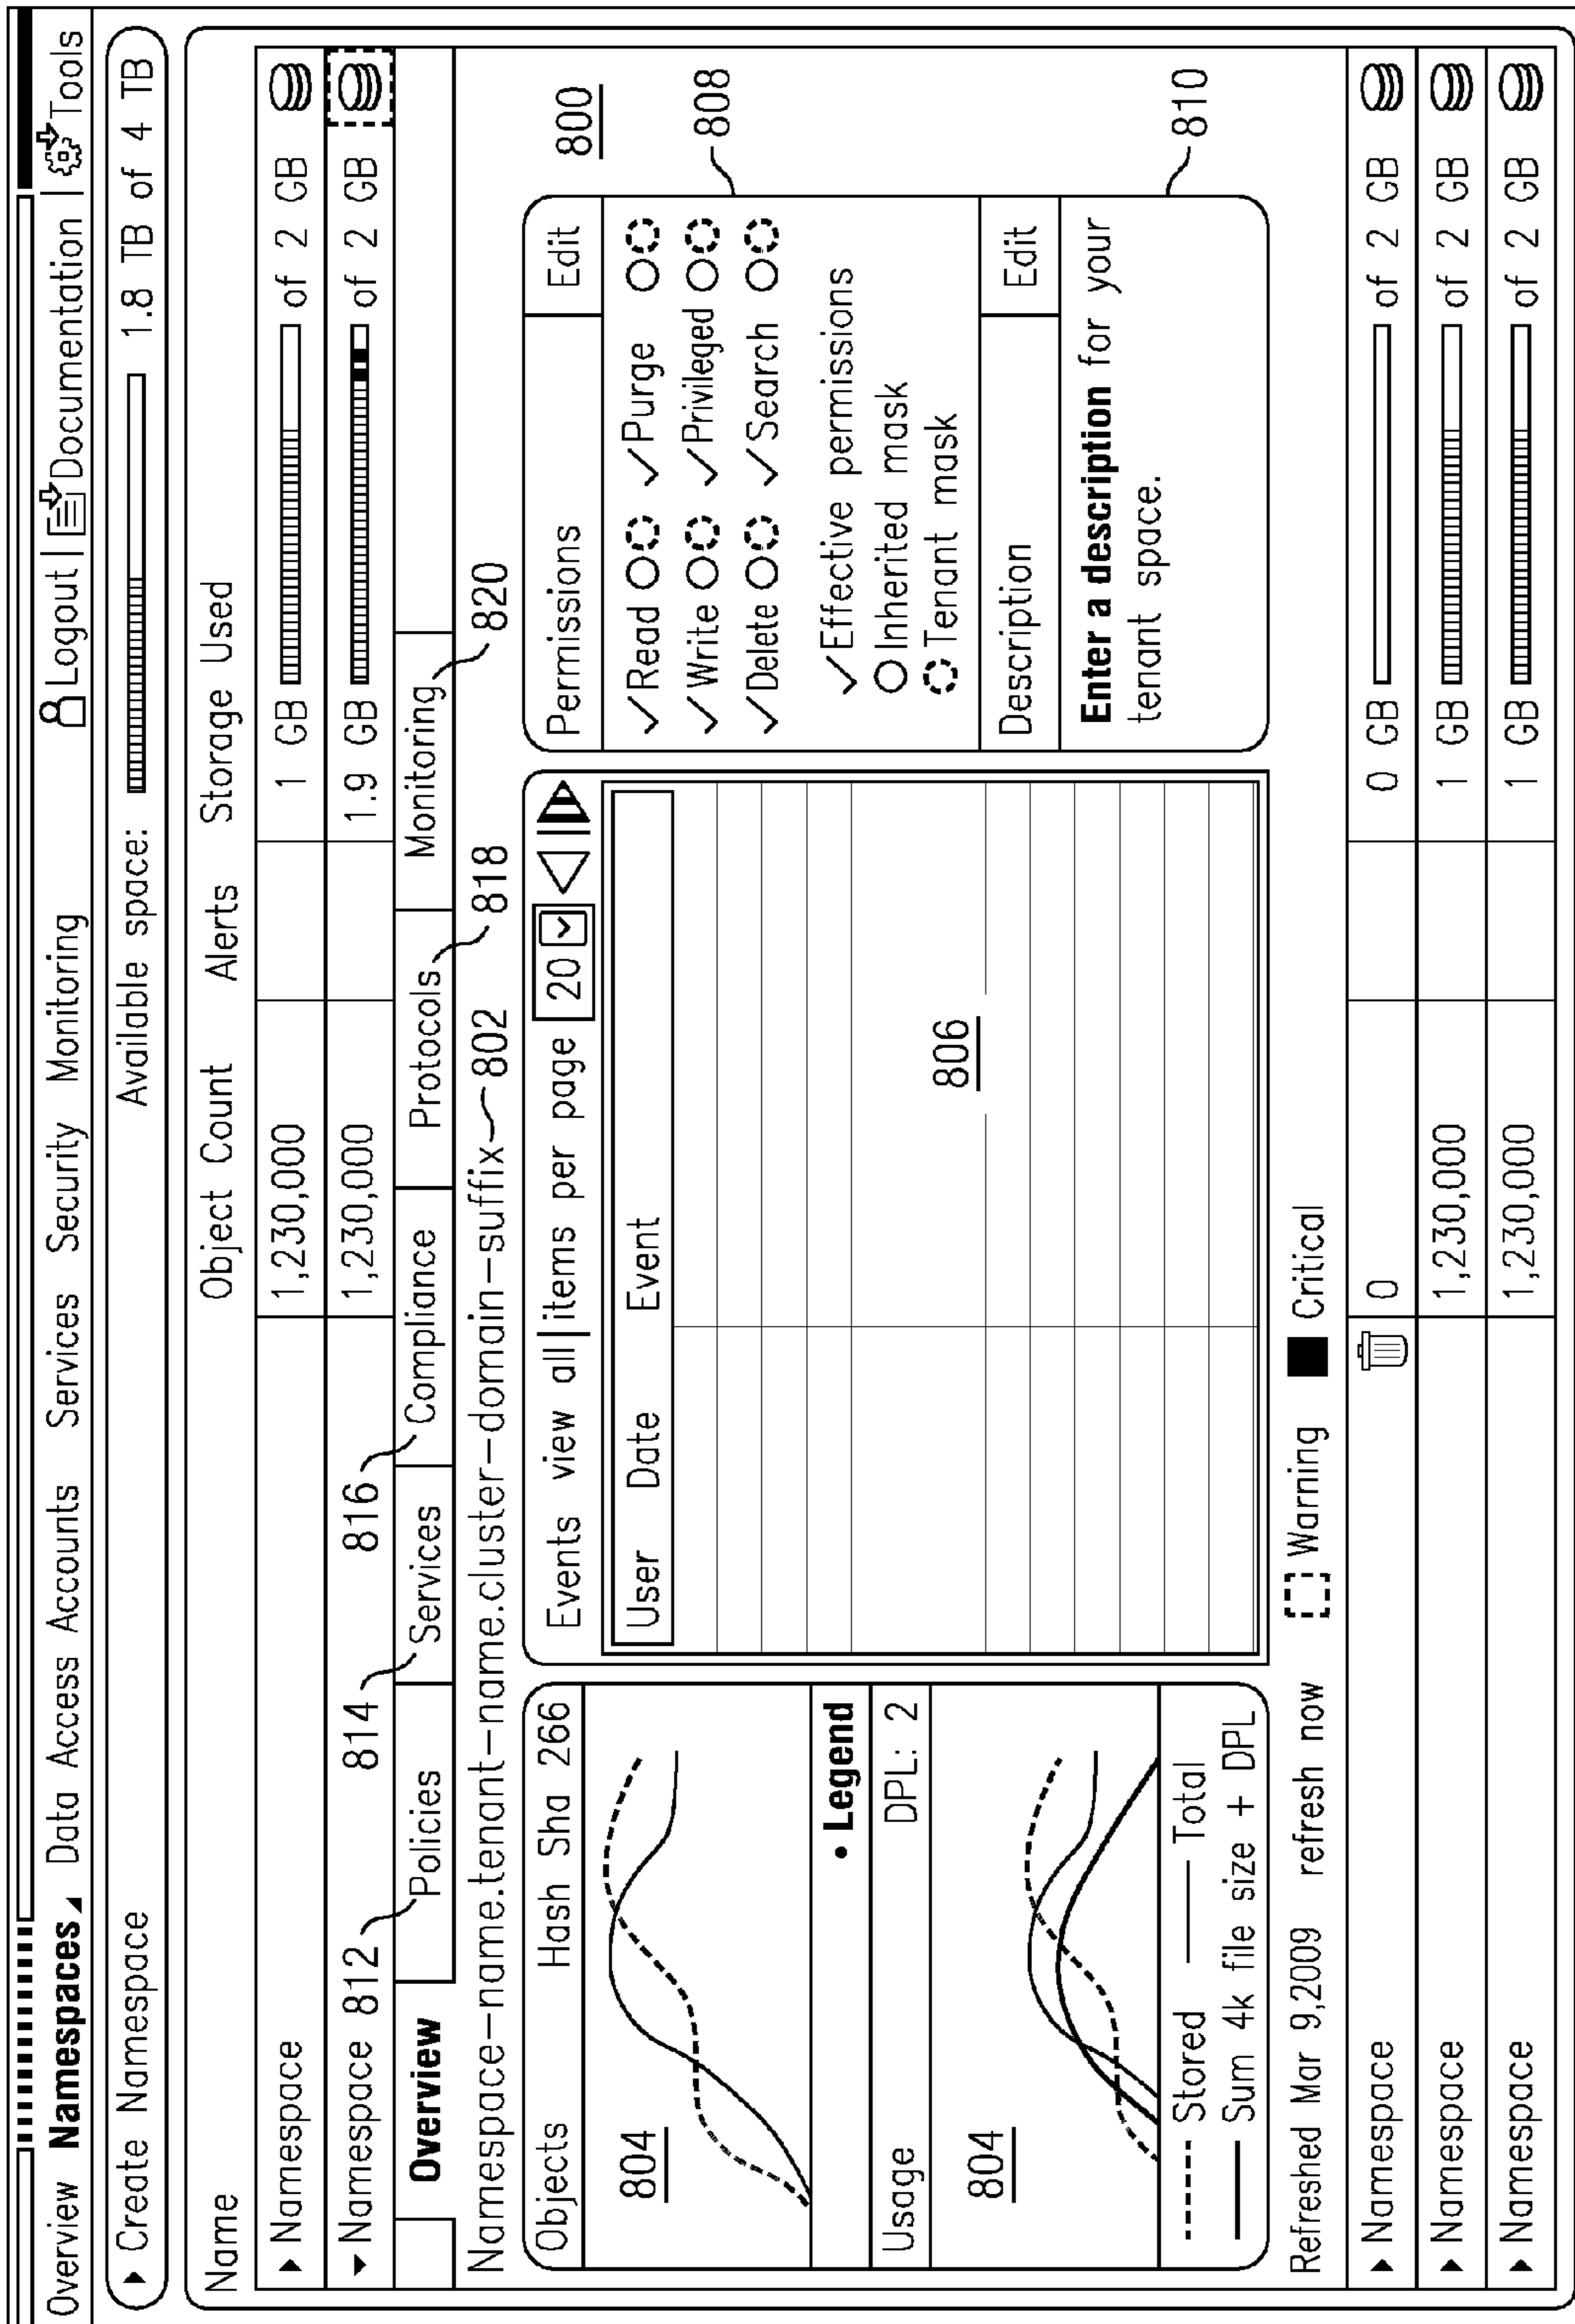 Overview Namespaces Data Access Accounts Services Security Monitoring Logout | Documentation | Tools
Create Namespace Available space: 1.8 TB of 4 TB
Name Object Count Alerts Storage Used
Namespace 1,230,000 1 GB of 2 GB
Namespace 1,230,000 1.9 GB of 2 GB
812 814 816
Overview Policies Services Compliance Protocols Monitoring
Namespace-name.tenant-name.cluster-domain-suffix 802 818 820
Objects Hash Sha 266
804
• Legend
Usage DPL: 2
804
Stored Total
Sum 4k file size + DPL
Events view all | items per page 20
User Date Event
806
Permissions Edit
800
Read Purge
Write Privileged
Delete Search
808
Effective permissions
Inherited mask
Tenant mask
Description Edit
Enter a description for your
tenant space.
810
Refreshed Mar 9,2009 refresh now Warning Critical
Namespace 0 0 GB of 2 GB
Namespace 1,230,000 1 GB of 2 GB
Namespace 1,230,000 1 GB of 2 GB